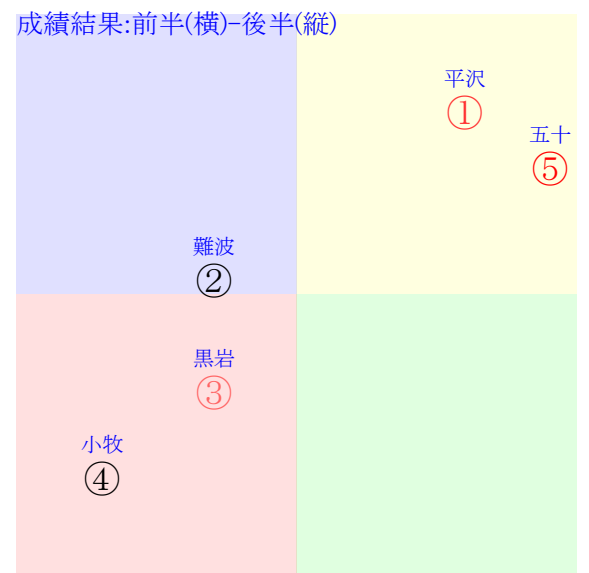 成績結果:前半(横)-後半(縦)
平沢
①
五十
⑤
難波
②
黒岩
③
小牧
④